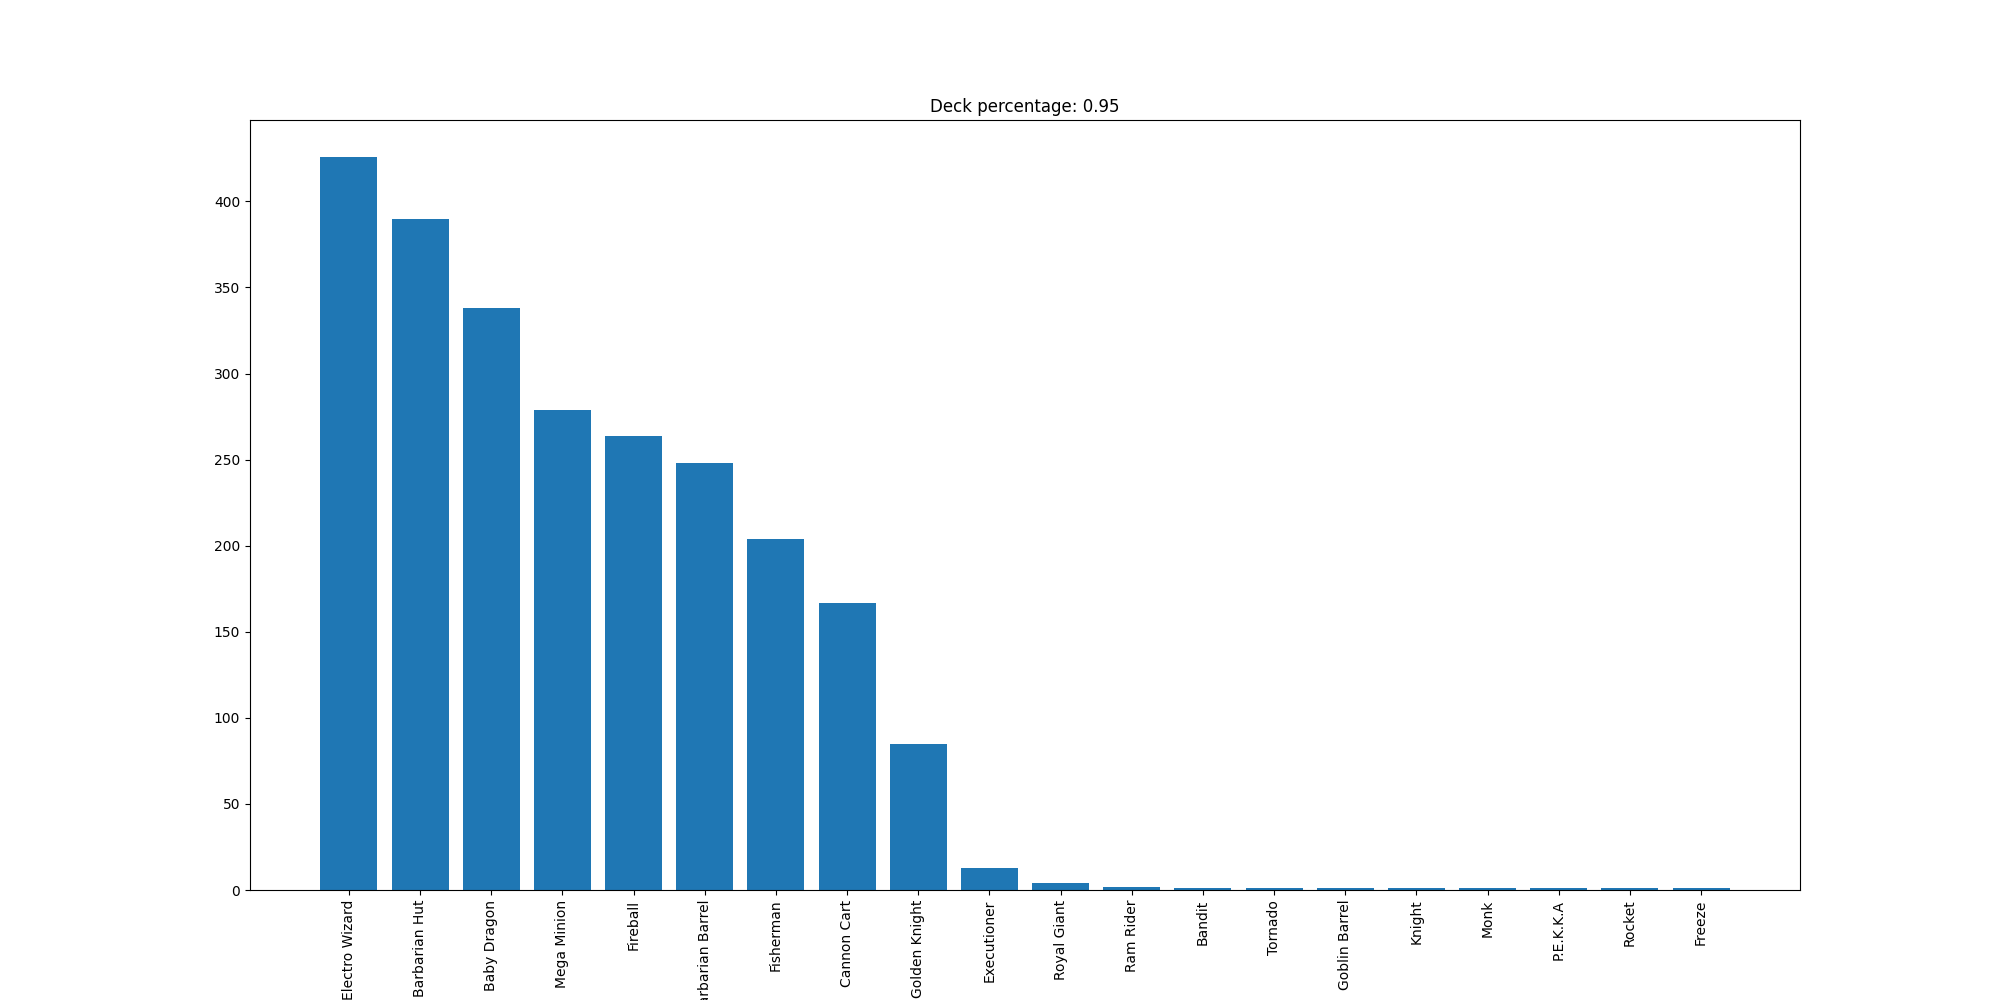 Deck percentage: 0.95
400
350
300
250
200
150
100
50
0
Electro Wizard
Barbarian Hut
Baby Dragon
Mega Minion
Fireball
arbarian Barrel
Fisherman
Cannon Cart
Golden Knight
Executioner
Royal Giant
Ram Rider
Bandit
Tornado
Goblin Barrel
Knight
Monk
P.E.K.K.A
Rocket
Freeze